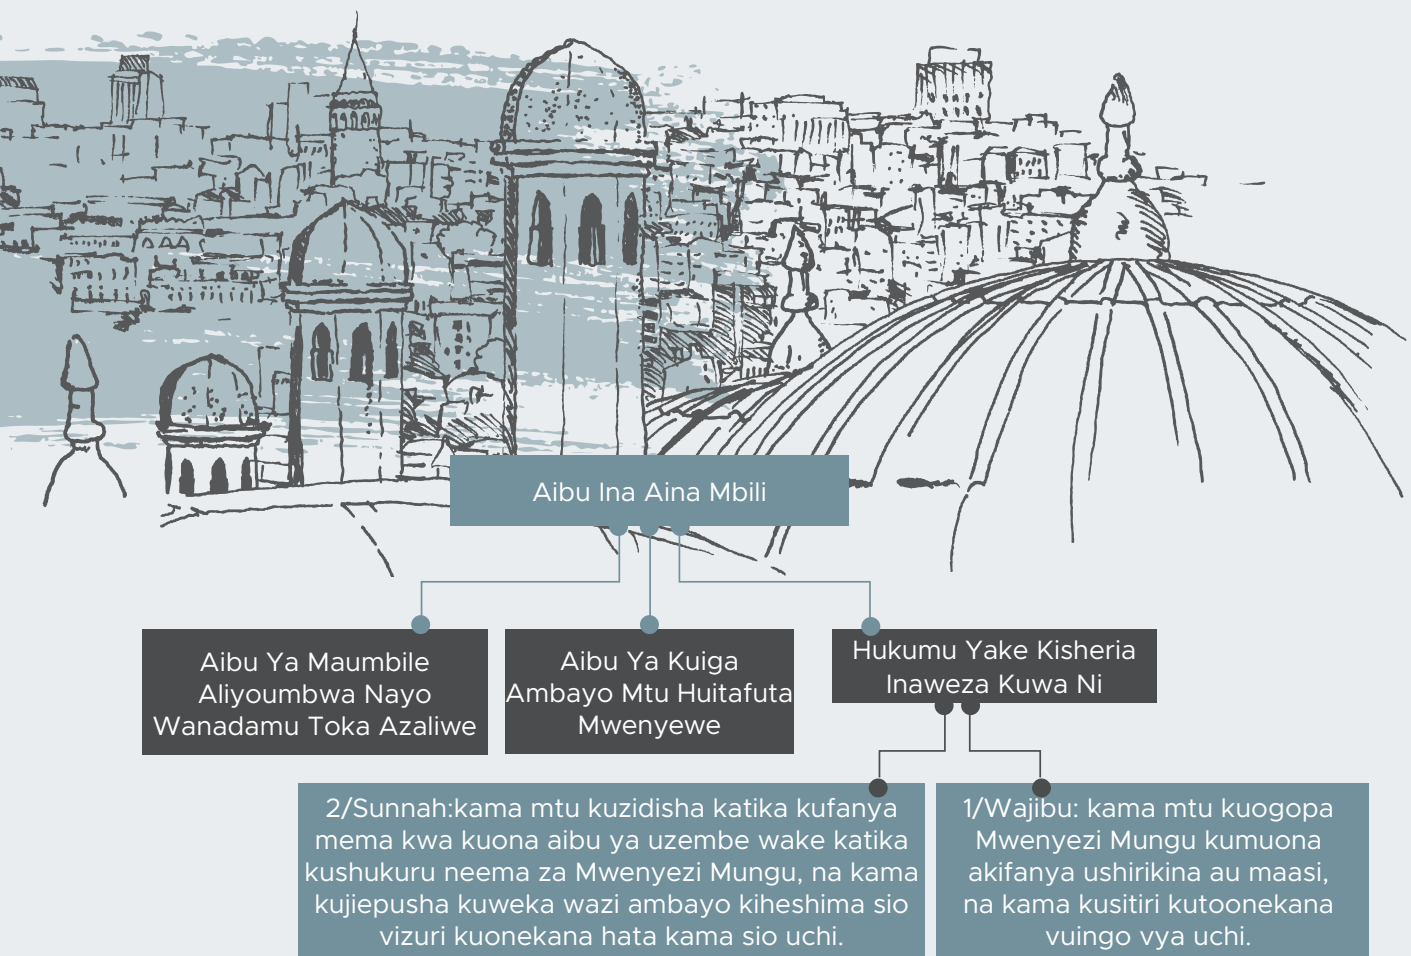 Aibu Ina Aina Mbili
Aibu Ya Maumbile
Aliyoumbwa Nayo
Wanadamu Toka Azaliwe
Aibu Ya Kuiga
Ambayo Mtu Huitafuta
Mwenyewe
Hukumu Yake Kisheria
Inaweza Kuwa Ni
2/Sunnah:kama mtu kuzidisha katika kufanya
mema kwa kuona aibu ya uzembe wake katika
kushukuru neema za Mwenyezi Mungu, na kama
kujiepusha kuweka wazi ambayo kiheshima sio
vizuri kuonekana hata kama sio uchi.
1/Wajibu: kama mtu kuogopa
Mwenyezi Mungu kumuona
akifanya ushirikina au maasi,
na kama kusitiri kutoonekana
vuingo vya uchi.